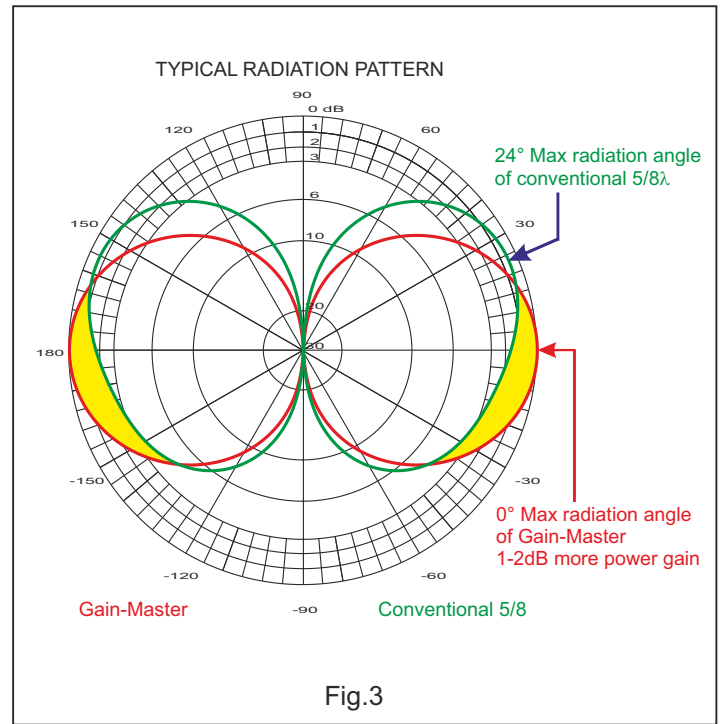 TYPICAL RADIATION PATTERN
90
0 dB
120
1
60
2
3
24° Max radiation angle
of conventional 5/8λ
6
150
30
10
20
180
30
0° Max radiation angle
of Gain-Master
1-2dB more power gain
-150
-30
-120
-60
-90
Gain-Master
Conventional 5/8
Fig.3